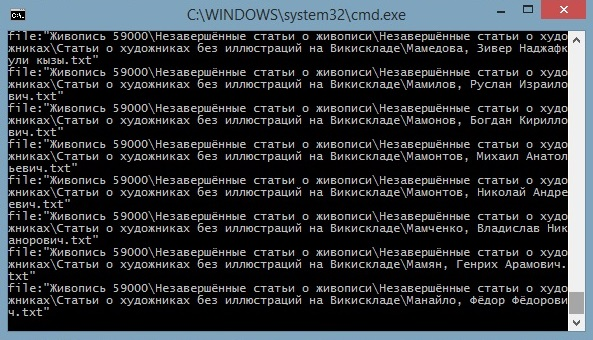 C:\WINDOWS\system32\cmd.exe
file:"Живопись 59000\Незавершённые статьи о живописи\Незавершённые статьи о худо
жниках\Статьи о художниках без иллюстраций на Викискладе\Мамедова, Зивер Наджафк
ули кызы.txt"
file:"Живопись 59000\Незавершённые статьи о живописи\Незавершённые статьи о худо
жниках\Статьи о художниках без иллюстраций на Викискладе\Мамилов, Руслан Израило
вич.txt"
file:"Живопись 59000\Незавершённые статьи о живописи\Незавершённые статьи о худо
жниках\Статьи о художниках без иллюстраций на Викискладе\Мамонов, Богдан Кирилло
вич.txt"
file:"Живопись 59000\Незавершённые статьи о живописи\Незавершённые статьи о худо
жниках\Статьи о художниках без иллюстраций на Викискладе\Мамонтов, Михаил Анатол
ьевич.txt"
file:"Живопись 59000\Незавершённые статьи о живописи\Незавершённые статьи о худо
жниках\Статьи о художниках без иллюстраций на Викискладе\Мамонтов, Николай Андре
евич.txt"
file:"Живопись 59000\Незавершённые статьи о живописи\Незавершённые статьи о худо
жниках\Статьи о художниках без иллюстраций на Викискладе\Мамченко, Владислав Ник
анорович.txt"
file:"Живопись 59000\Незавершённые статьи о живописи\Незавершённые статьи о худо
жниках\Статьи о художниках без иллюстраций на Викискладе\Мамян, Генрих Арамович.
txt"
file:"Живопись 59000\Незавершённые статьи о живописи\Незавершённые статьи о худо
жниках\Статьи о художниках без иллюстраций на Викискладе\Манайло, Фёдор Фёдорови
ч.txt"